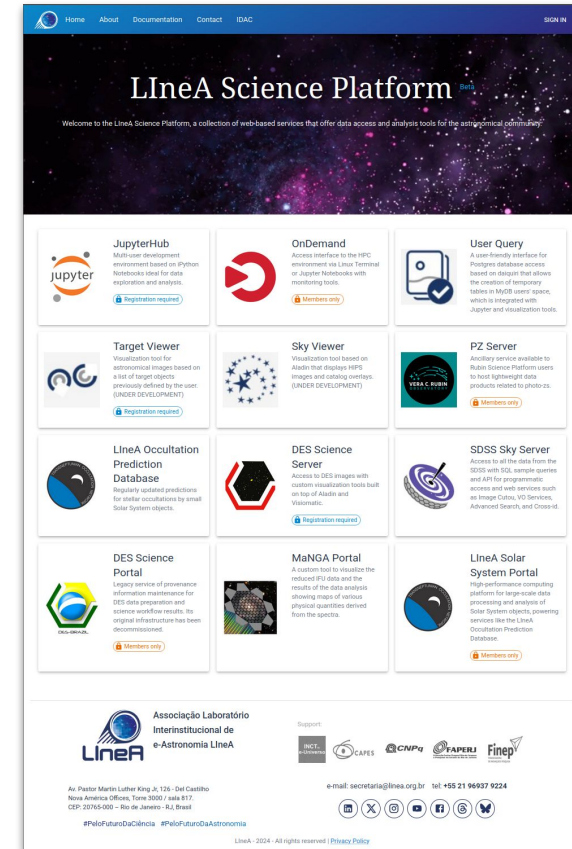 Home About Documentation Contact IDAC SIGN IN
LIneA Science Platform Beta
Welcome to the LIneA Science Platform, a collection of web-based services that offer data access and analysis tools for the astronomical community.
jupyter
JupyterHub
Multi-user development
environment based on iPython
Notebooks ideal for data
exploration and analysis.
Registration required
OnDemand
Access interface to the HPC
environment via Linux Terminal
or Jupyter Notebooks with
monitoring tools.
Members only
User Query
A user-friendly interface for
Postgres database access
based on daiquiri that allows
the creation of temporary
tables in MyDB users' space,
which is integrated with
Jupyter and visualization tools.
Target Viewer
Visualization tool for
astronomical images based on
a list of target objects
previously defined by the user.
(UNDER DEVELOPMENT)
Registration required
Sky Viewer
Visualization tool based on
Aladin that displays HIPS
images and catalog overlays.
(UNDER DEVELOPMENT)
VERA C. RUBIN
OBSERVATORY
PZ Server
Ancillary service available to
Rubin Science Platform users
to host lightweight data
products related to photo-zs.
Members only
LIneA Occultation
Prediction
Database
Regularly updated predictions
for stellar occultations by small
Solar System objects.
DES Science
Server
Access to DES images with
custom visualization tools built
on top of Aladin and
Visiomatic.
Registration required
SDSS Sky Server
Access to all the data from the
SDSS with SQL sample queries
and API for programmatic
access and web services such
as Image Cutou, VO Services,
Advanced Search, and Cross-id.
DES-BRAZIL
DES Science
Portal
Legacy service of provenance
information maintenance for
DES data preparation and
science workflow results. Its
original infrastructure has been
decommissioned.
Members only
MaNGA Portal
A custom tool to visualize the
reduced IFU data and the
results of the data analysis
showing maps of various
physical quantities derived
from the spectra.
LIneA Solar
System Portal
High-performance computing
platform for large-scale data
processing and analysis of
Solar System objects, powering
services like the LIneA
Occultation Prediction
Database.
Members only
LIneA
Associação Laboratório
Interinstitucional de
e-Astronomia LIneA
Support
INCT
e-Universo
CAPES
CNPq
FAPERJ
Finep
Av. Pastor Martin Luther King Jr, 126 - Del Castilho
Nova América Offices, Torre 3000 / sala 817.
CEP: 20765-000 – Rio de Janeiro - RJ, Brasil
#PeloFuturoDaCiência #PeloFuturoDaAstronomia
e-mail: secretaria@linea.org.br tel: +55 21 96937 9224
LIneA - 2024 - All rights reserved | Privacy Policy